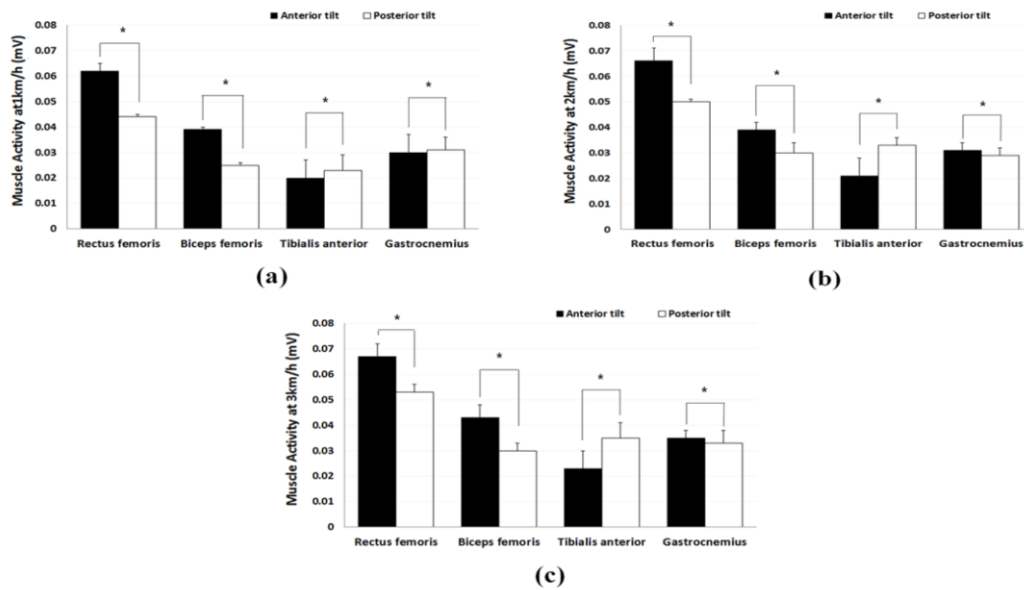 Anterior tilt Posterior tilt
Muscle Activity at1km/h (mV)
0.08
0.07
0.06
0.05
0.04
0.03
0.02
0.01
0
* * * *
Rectus femoris Biceps femoris Tibialis anterior Gastrocnemius
(a)
Anterior tilt Posterior tilt
Muscle Activity at 2km/h (mV)
0.08
0.07
0.06
0.05
0.04
0.03
0.02
0.01
0
* * * *
Rectus femoris Biceps femoris Tibialis anterior Gastrocnemius
(b)
Anterior tilt Posterior tilt
Muscle Activity at 3km/h (mV)
0.08
0.07
0.06
0.05
0.04
0.03
0.02
0.01
0
* * * *
Rectus femoris Biceps femoris Tibialis anterior Gastrocnemius
(c)